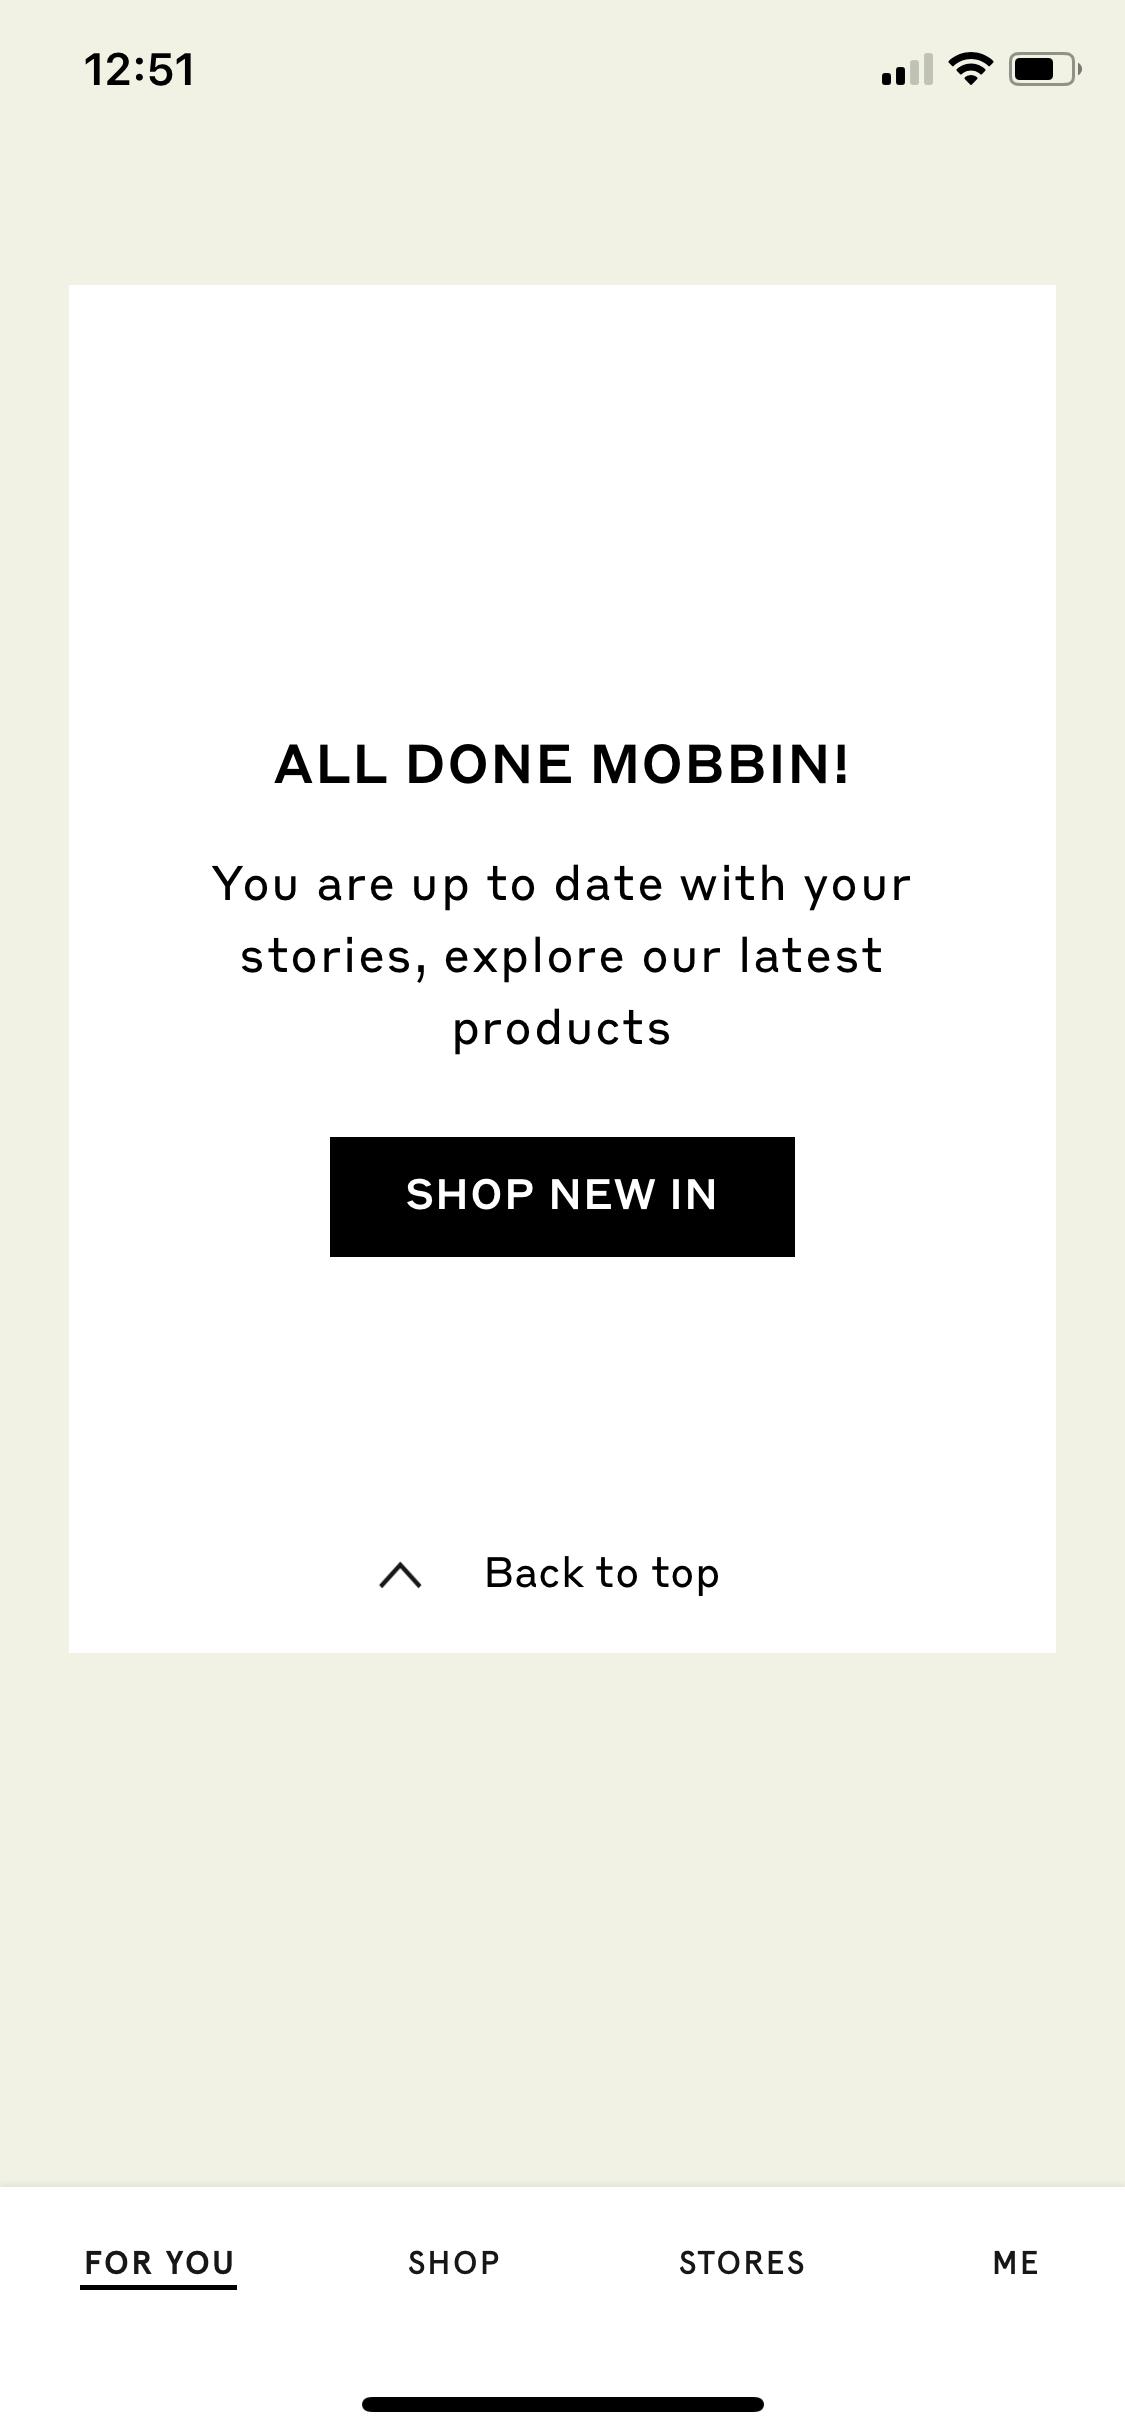 12:51
ALL DONE MOBBIN!
You are up to date with your
stories, explore our latest
products
SHOP NEW IN
Back to top
FOR YOU
SHOP
STORES
ME